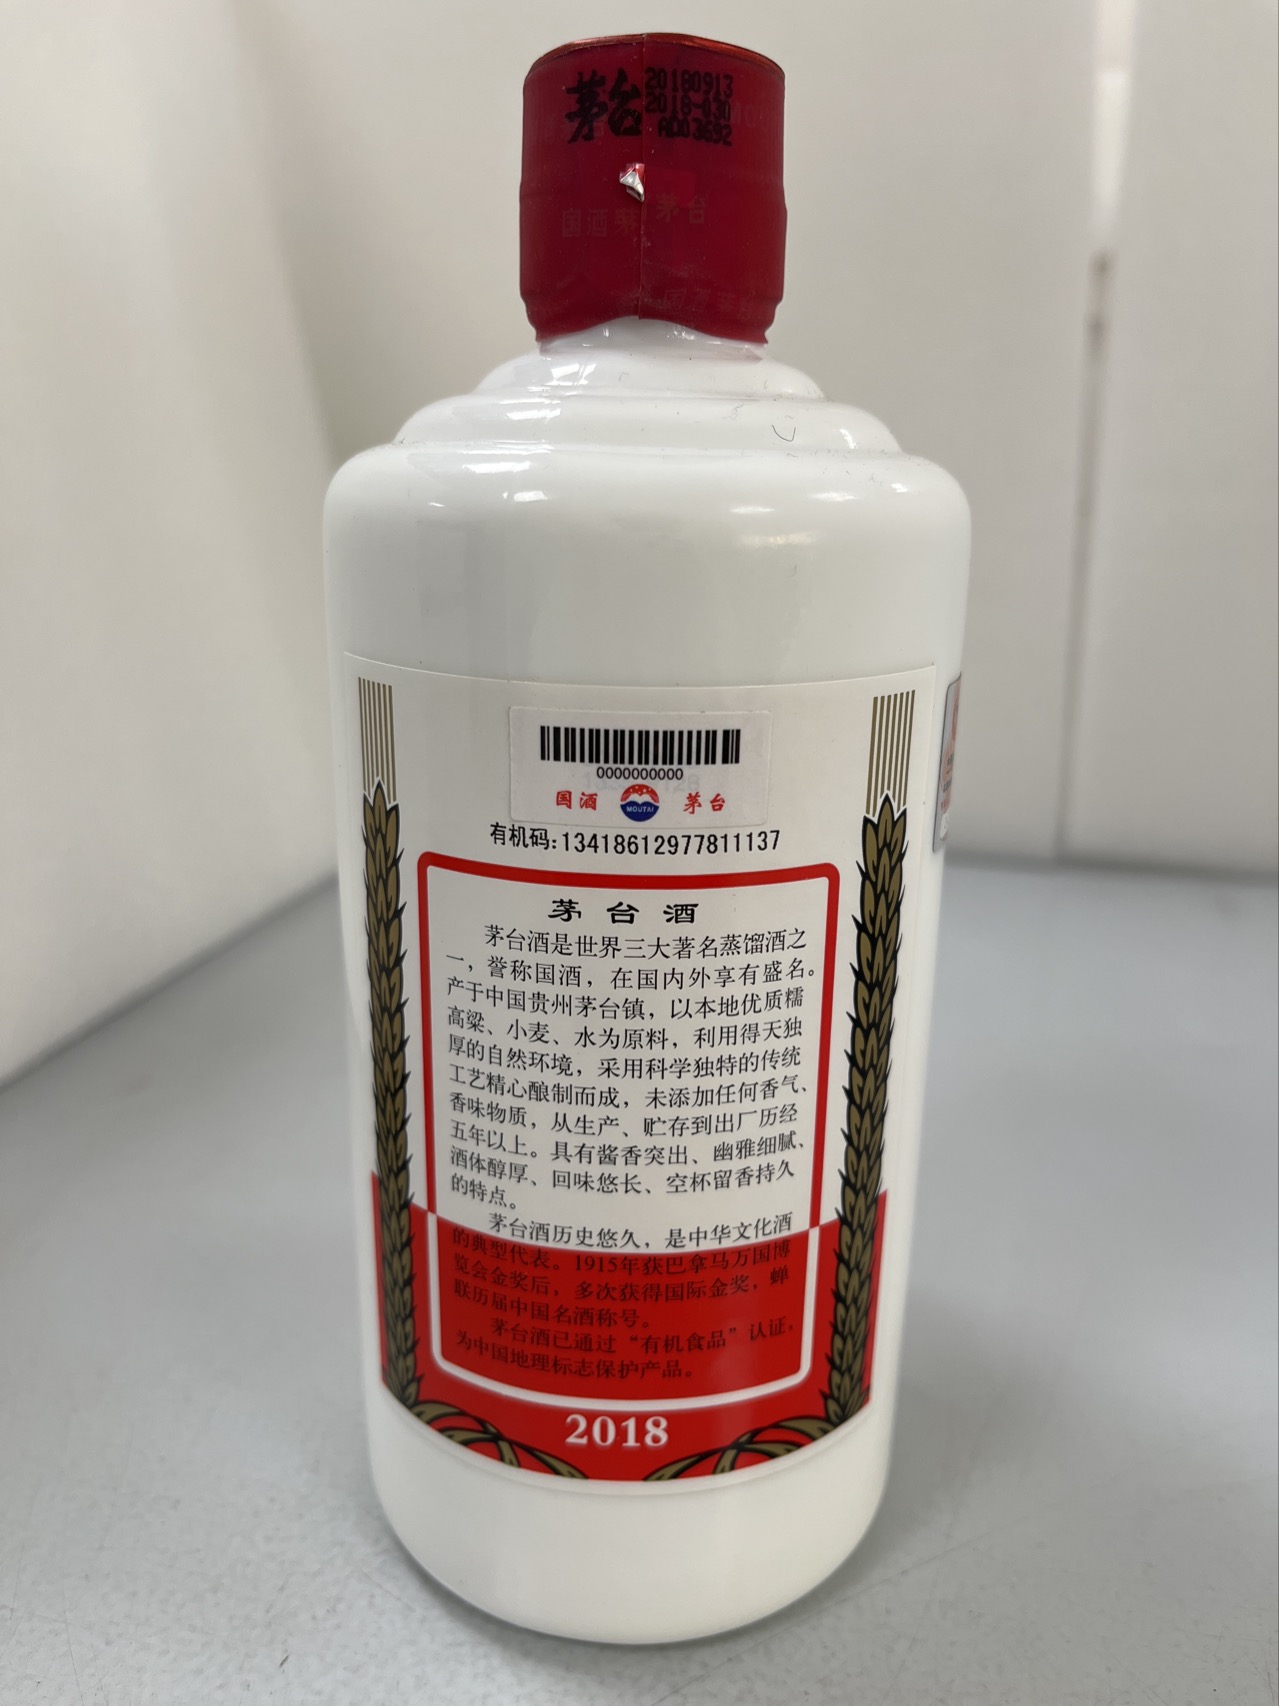 茅台
20180913
2018-030
A003692
国酒茅
茅台
0000000000
国酒 MOUTAI 茅台
有机码:13418612977811137
茅台酒
茅台酒是世界三大著名蒸馏酒之
一，誉称国酒，在国内外享有盛名。
产于中国贵州茅台镇，以本地优质糯
高粱、小麦、水为原料，利用得天独
厚的自然环境，采用科学独特的传统
工艺精心酿制而成，未添加任何香气、
香味物质，从生产、贮存到出厂历经
五年以上。具有酱香突出、幽雅细腻、
酒体醇厚、回味悠长、空杯留香持久
的特点。
茅台酒历史悠久，是中华文化酒
的典型代表。1915年获巴拿马万国博
览会金奖后，多次获得国际金奖，蝉
联历届中国名酒称号。
茅台酒已通过“有机食品”认证，
为中国地理标志保护产品。
2018